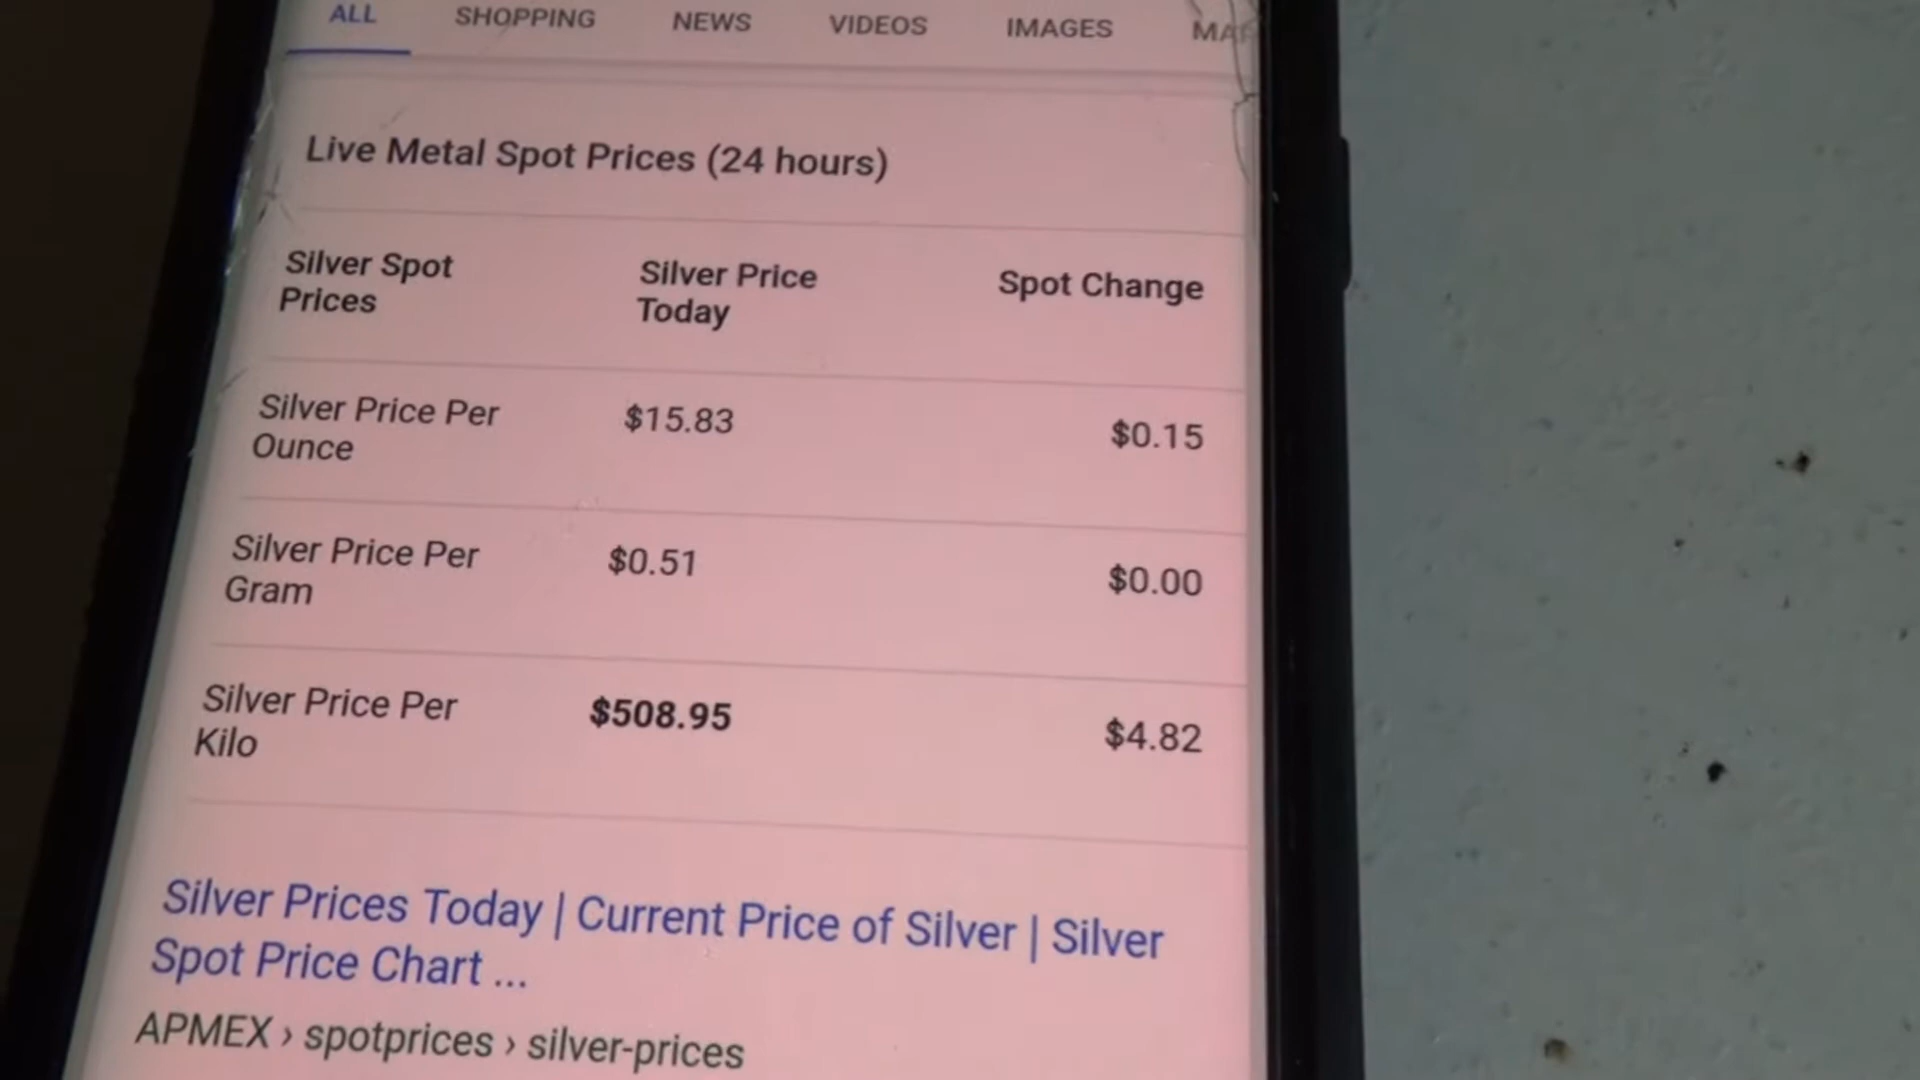 ALL SHOPPING NEWS VIDEOS IMAGES
Live Metal Spot Prices (24 hours)
Silver Spot Prices
Silver Price Today
Spot Change
Silver Price Per Ounce
$15.83
$0.15
Silver Price Per Gram
$0.51
$0.00
Silver Price Per Kilo
$508.95
$4.82
Silver Prices Today | Current Price of Silver | Silver
Spot Price Chart ...
APMEX › spotprices › silver-prices